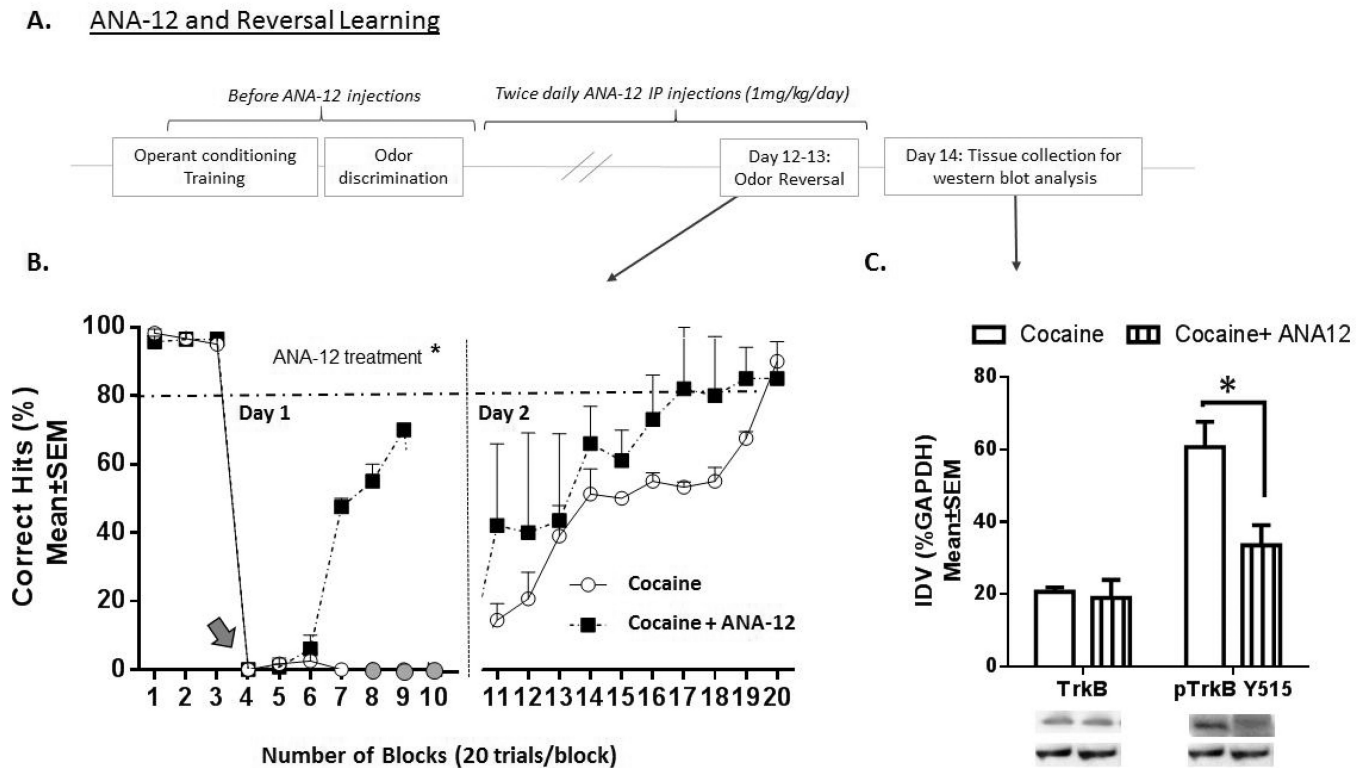 A. ANA-12 and Reversal Learning
Before ANA-12 injections
Twice daily ANA-12 IP injections (1mg/kg/day)
Operant conditioning
Training
Odor
discrimination
Day 12-13:
Odor Reversal
Day 14: Tissue collection for
western blot analysis
B.
Correct Hits (%)
Mean±SEM
100
80
60
40
20
0
ANA-12 treatment *
Day 1
Day 2
Cocaine
Cocaine + ANA-12
1 2 3 4 5 6 7 8 9 10 11 12 13 14 15 16 17 18 19 20
Number of Blocks (20 trials/block)
C.
Cocaine
Cocaine+ ANA12
IDV (%GAPDH)
Mean±SEM
80
60
40
20
0
*
TrkB
pTrkB Y515